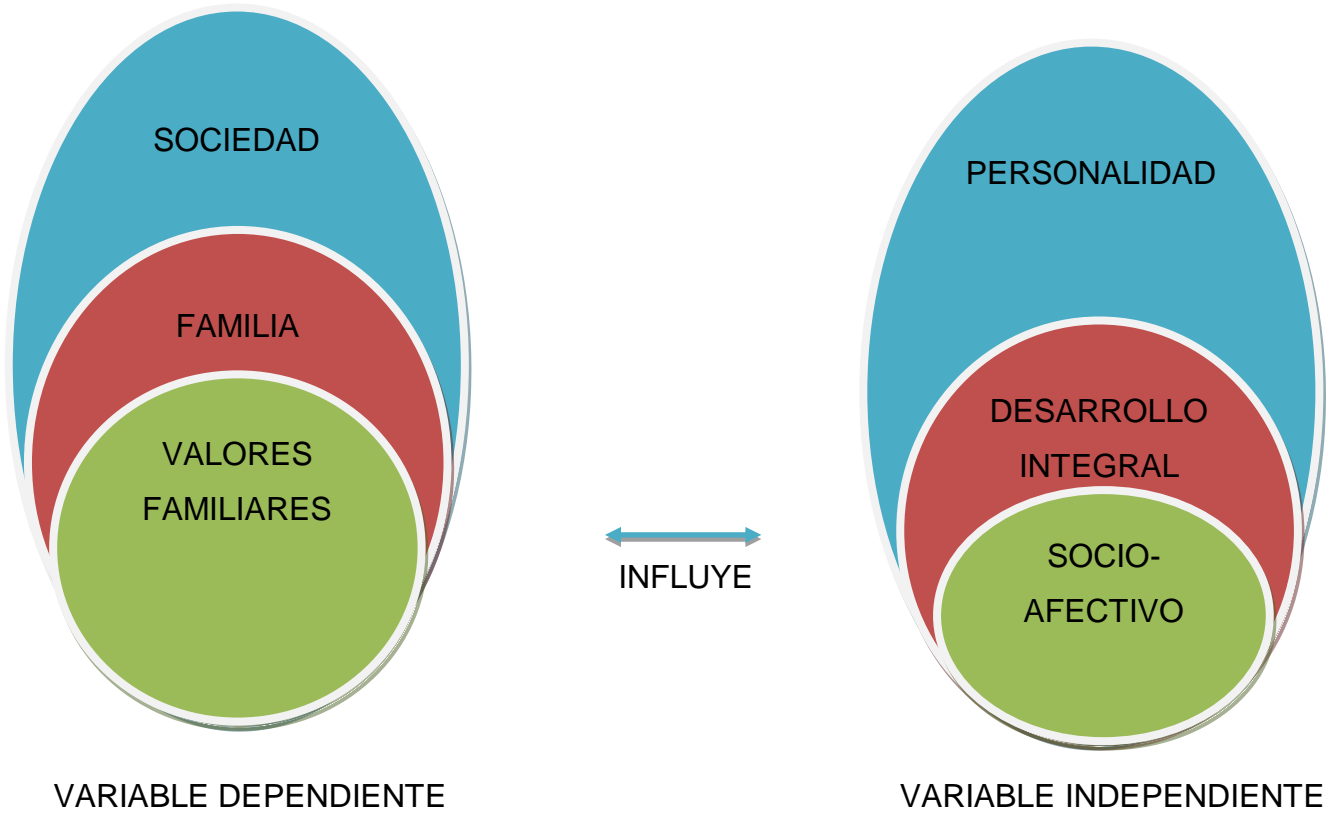 SOCIEDAD
FAMILIA
VALORES
FAMILIARES
INFLUYE
PERSONALIDAD
DESARROLLO
INTEGRAL
SOCIO-
AFECTIVO
VARIABLE DEPENDIENTE
VARIABLE INDEPENDIENTE